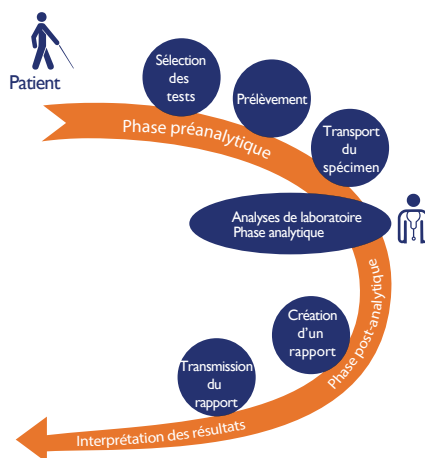 Patient
Sélection
des
tests
Prélèvement
Transport
du
spécimen
Phase préanalytique
Analyses de laboratoire
Phase analytique
Création
d'un
rapport
Phase post-analytique
Transmission
du
rapport
Interprétation des résultats